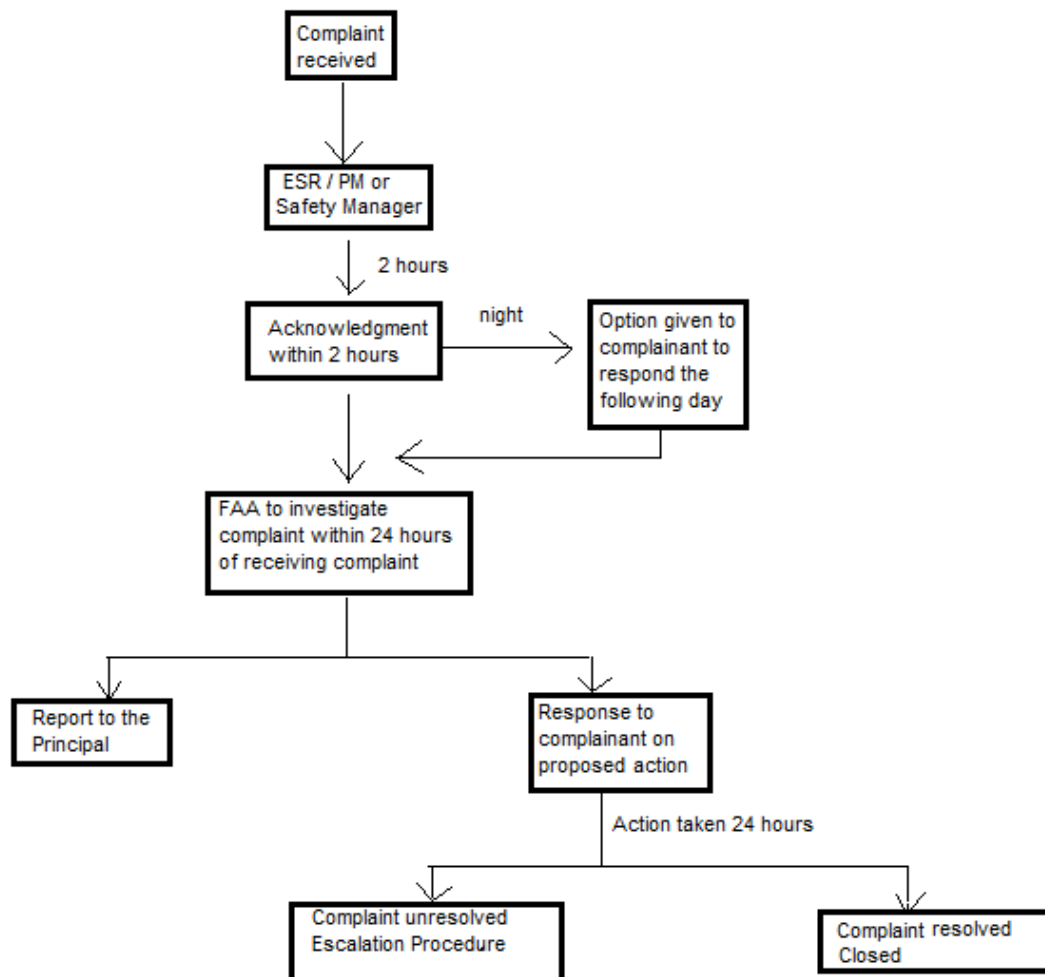 Complaint
received
ESR / PM or
Safety Manager
2 hours
Acknowledgment
within 2 hours
night
Option given to
complainant to
respond the
following day
FAA to investigate
complaint within 24 hours
of receiving complaint
Report to the
Principal
Response to
complainant on
proposed action
Action taken 24 hours
Complaint unresolved
Escalation Procedure
Complaint resolved
Closed